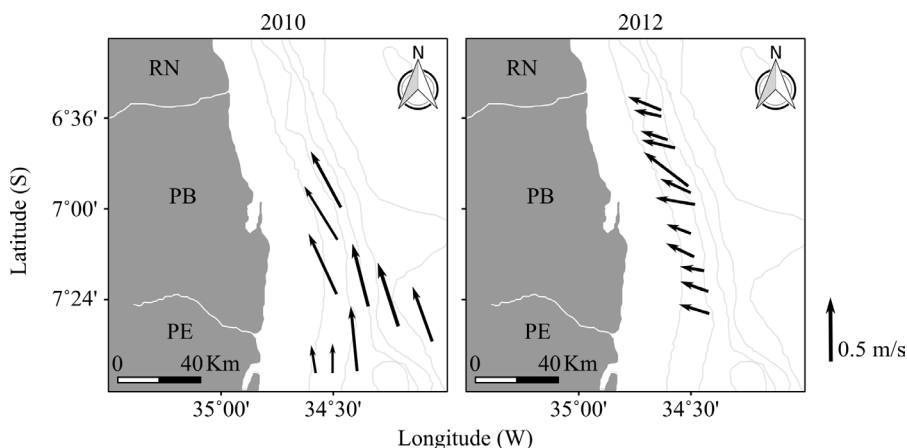 2010
2012
N
RN
PB
PE
0 40 Km
N
RN
PB
PE
0 40 Km
6°36'
7°00'
7°24'
Latitude (S)
35°00' 34°30'
35°00' 34°30'
Longitude (W)
0.5 m/s